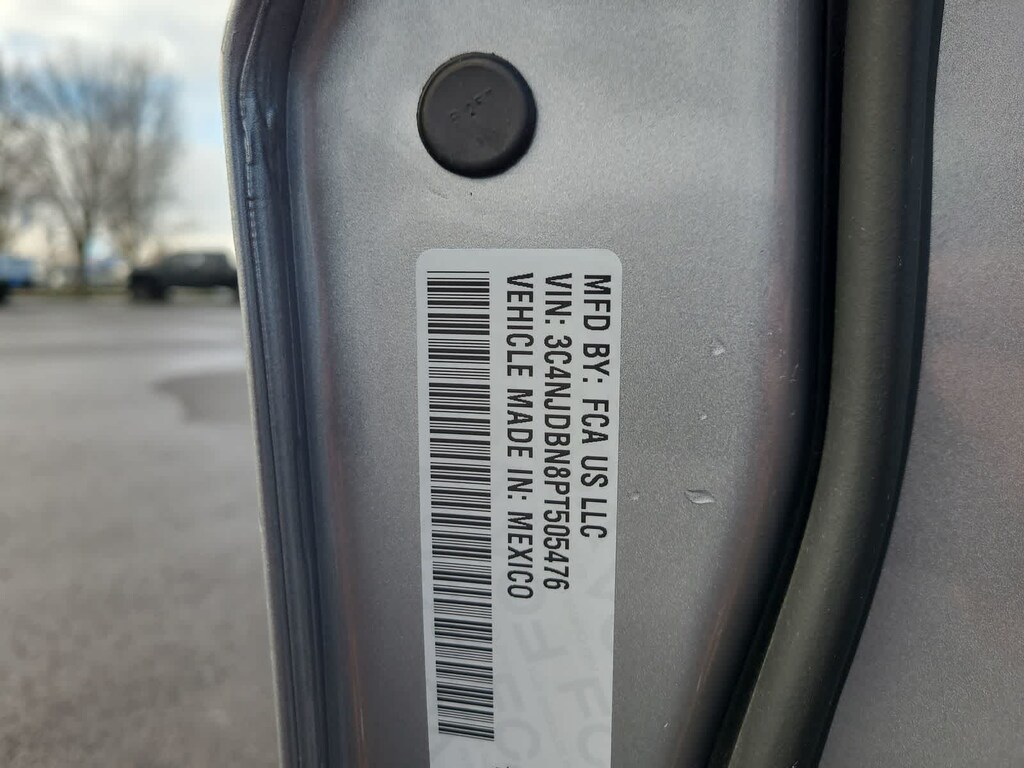 MFD BY: FCA US LLC
VIN: 3C4NJDBN8PT505476
VEHICLE MADE IN: MEXICO